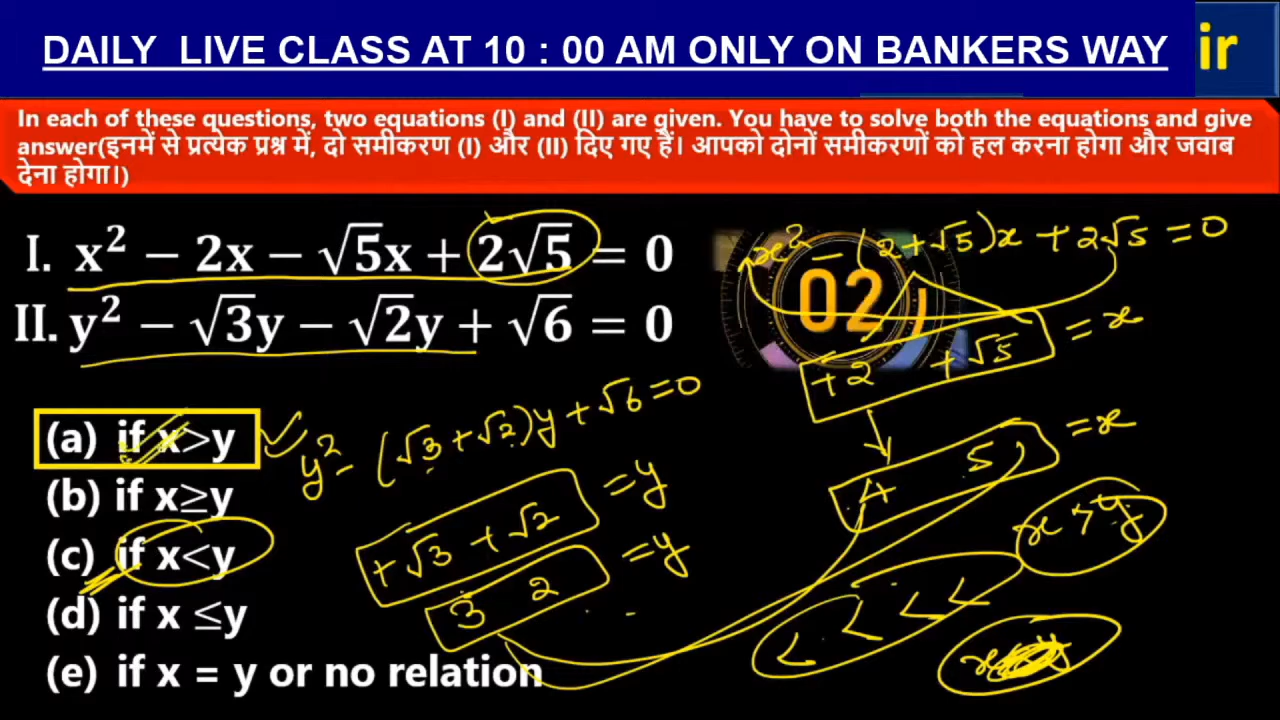 DAILY LIVE CLASS AT 10 : 00 AM ONLY ON BANKERS WAY
ir
In each of these questions, two equations (I) and (II) are given. You have to solve both the equations and give
answer(इनमें से प्रत्येक प्रश्न में, दो समीकरण (I) और (II) दिए गए हैं। आपको दोनों समीकरणों को हल करना होगा और जवाब
देना होगा।)
I. x² − 2x − √5x + 2√5 = 0
x² − (2+√5)x + 2√5 = 0
02
II. y² − √3y − √2y + √6 = 0
+2 +√5 = x
(a) if x>y
y² − (√3+√2)y + √6 = 0
4 5 = x
(b) if x≥y
+√3 +√2 = y
x > y
(c) if x<y
3 2 = y
< < < <
(d) if x ≤y
(e) if x = y or no relation